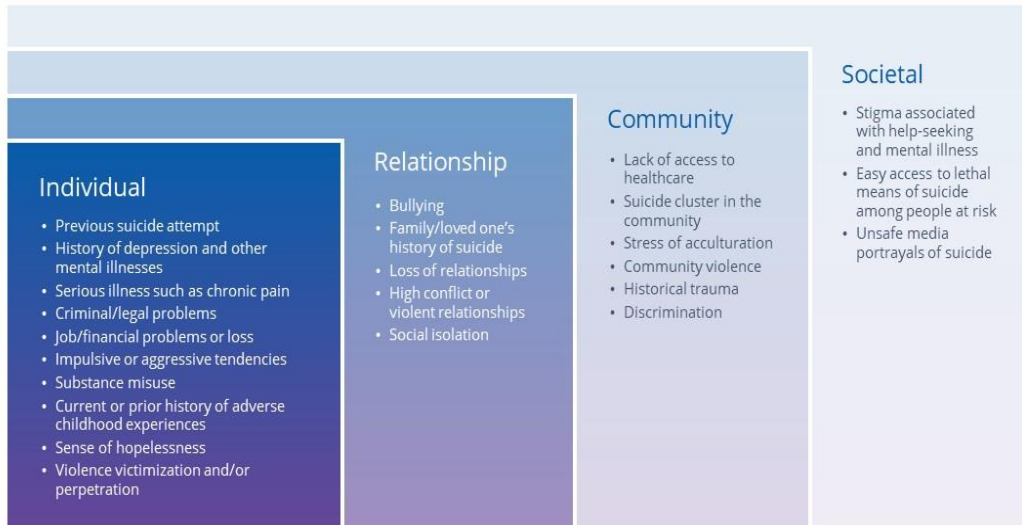 Individual
• Previous suicide attempt
• History of depression and other
mental illnesses
• Serious illness such as chronic pain
• Criminal/legal problems
• Job/financial problems or loss
• Impulsive or aggressive tendencies
• Substance misuse
• Current or prior history of adverse
childhood experiences
• Sense of hopelessness
• Violence victimization and/or
perpetration
Relationship
• Bullying
• Family/loved one's
history of suicide
• Loss of relationships
• High conflict or
violent relationships
• Social isolation
Community
• Lack of access to
healthcare
• Suicide cluster in the
community
• Stress of acculturation
• Community violence
• Historical trauma
• Discrimination
Societal
• Stigma associated
with help-seeking
and mental illness
• Easy access to lethal
means of suicide
among people at risk
• Unsafe media
portrayals of suicide